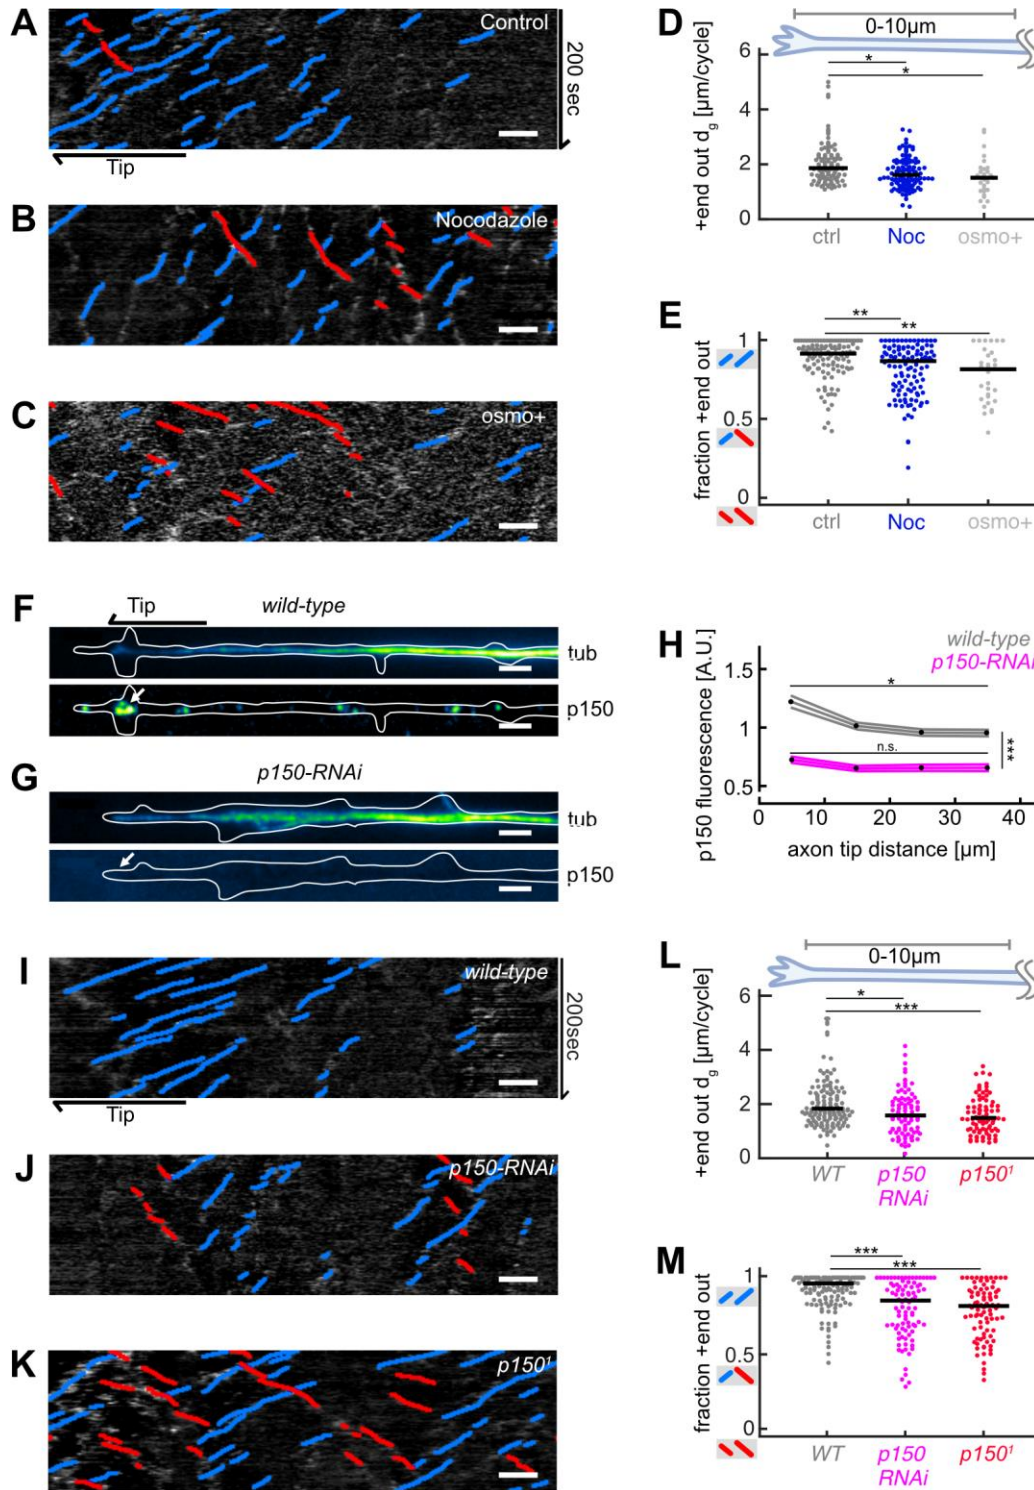 A
Control
200 sec
Tip
B
Nocodazole
C
osmo+
D
0-10µm
+end out d_g [µm/cycle]
6
4
2
0
*
*
ctrl
Noc
osmo+
E
fraction +end out
1
0.5
0
**
**
ctrl
Noc
osmo+
F
Tip
wild-type
tub
p150
G
p150-RNAi
tub
p150
H
wild-type
p150-RNAi
p150 fluorescence [A.U.]
1.5
1
0.5
*
n.s.
***
0
10
20
30
40
axon tip distance [µm]
I
wild-type
200sec
Tip
J
p150-RNAi
K
p150¹
L
0-10µm
+end out d_g [µm/cycle]
6
4
2
0
*
***
WT
p150
RNAi
p150¹
M
fraction +end out
1
0.5
0
***
***
WT
p150
RNAi
p150¹